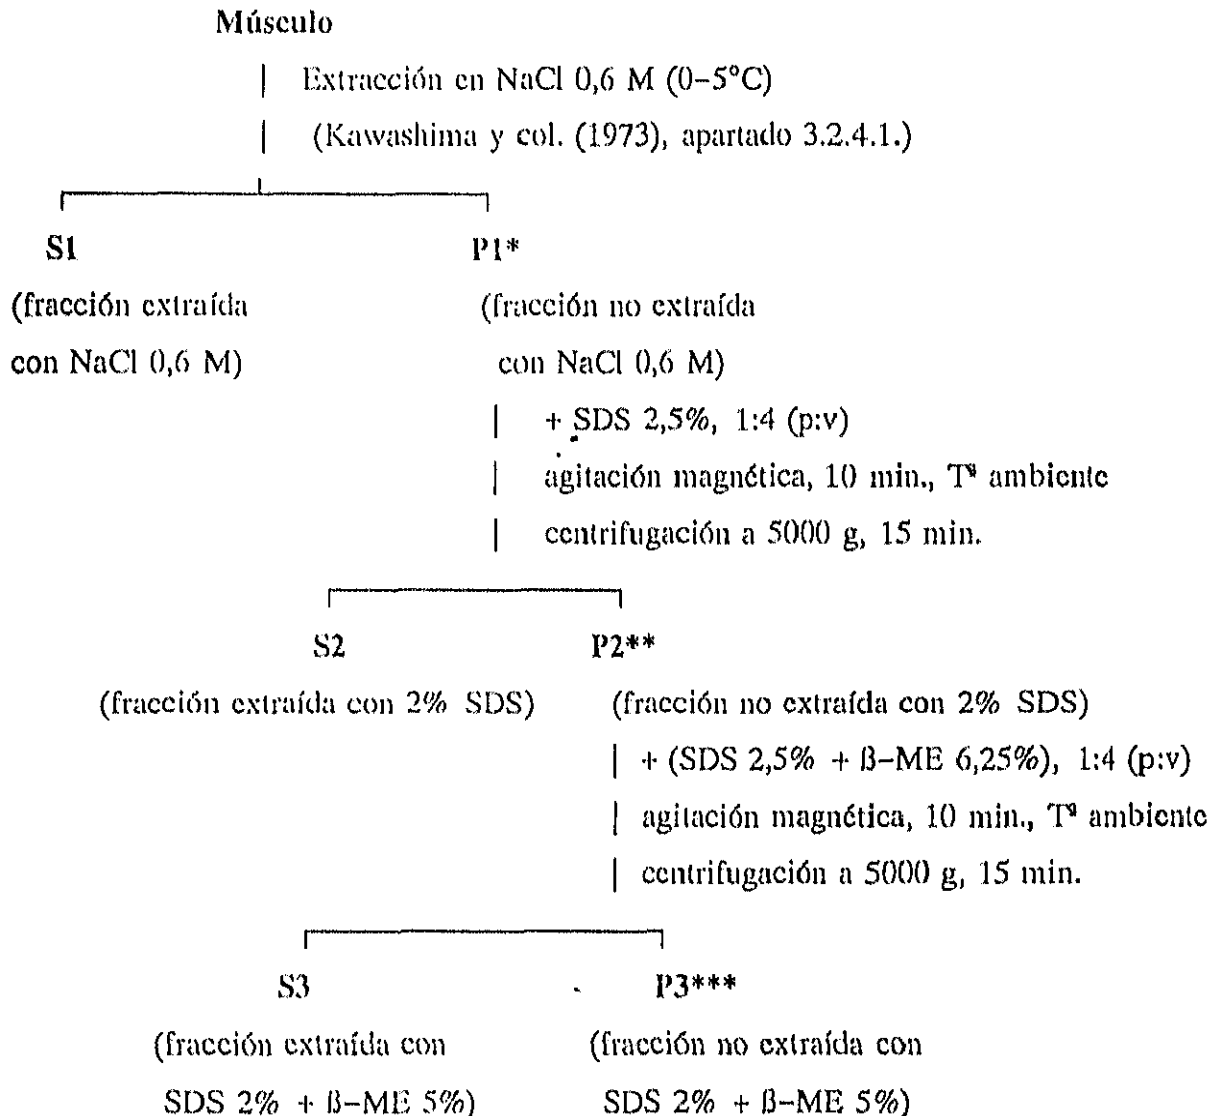 Músculo
Extracción en NaCl 0,6 M (0–5°C)
(Kawashima y col. (1973), apartado 3.2.4.1.)
S1 P1*
(fracción extraída (fracción no extraída
con NaCl 0,6 M) con NaCl 0,6 M)
+ SDS 2,5%, 1:4 (p:v)
agitación magnética, 10 min., Tª ambiente
centrifugación a 5000 g, 15 min.
S2 P2**
(fracción extraída con 2% SDS) (fracción no extraída con 2% SDS)
+ (SDS 2,5% + β–ME 6,25%), 1:4 (p:v)
agitación magnética, 10 min., Tª ambiente
centrifugación a 5000 g, 15 min.
S3 P3***
(fracción extraída con (fracción no extraída con
SDS 2% + β–ME 5%) SDS 2% + β–ME 5%)